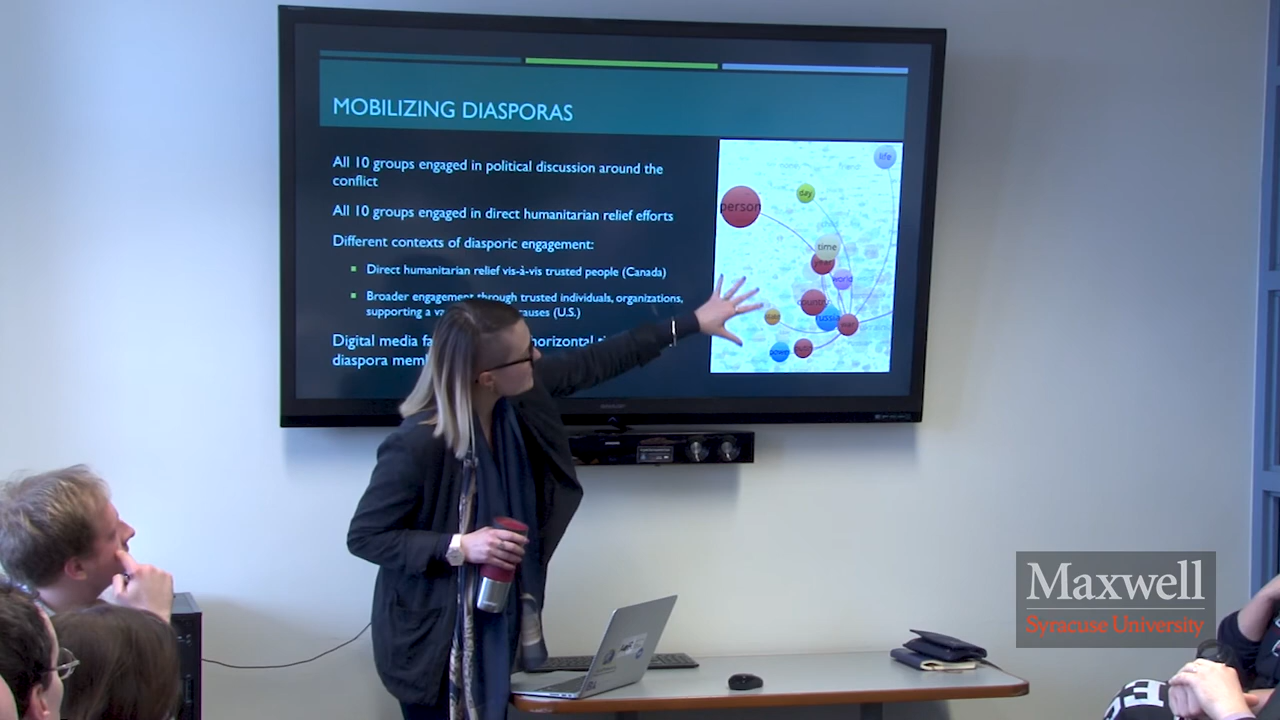 MOBILIZING DIASPORAS
All 10 groups engaged in political discussion around the
conflict
All 10 groups engaged in direct humanitarian relief efforts
Different contexts of diasporic engagement:
Direct humanitarian relief vis-à-vis trusted people (Canada)
Broader engagement through trusted individuals, organizations,
supporting a causes (U.S.)
Digital media horizontal
diaspora
life
day
person
time
year
world
country
russia
war
power
Maxwell
Syracuse University